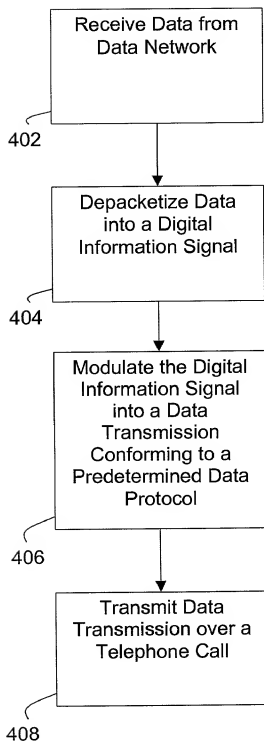 Receive Data from
Data Network
402
Depacketize Data
into a Digital
Information Signal
404
Modulate the Digital
Information Signal
into a Data
Transmission
Conforming to a
Predetermined Data
Protocol
406
Transmit Data
Transmission over a
Telephone Call
408